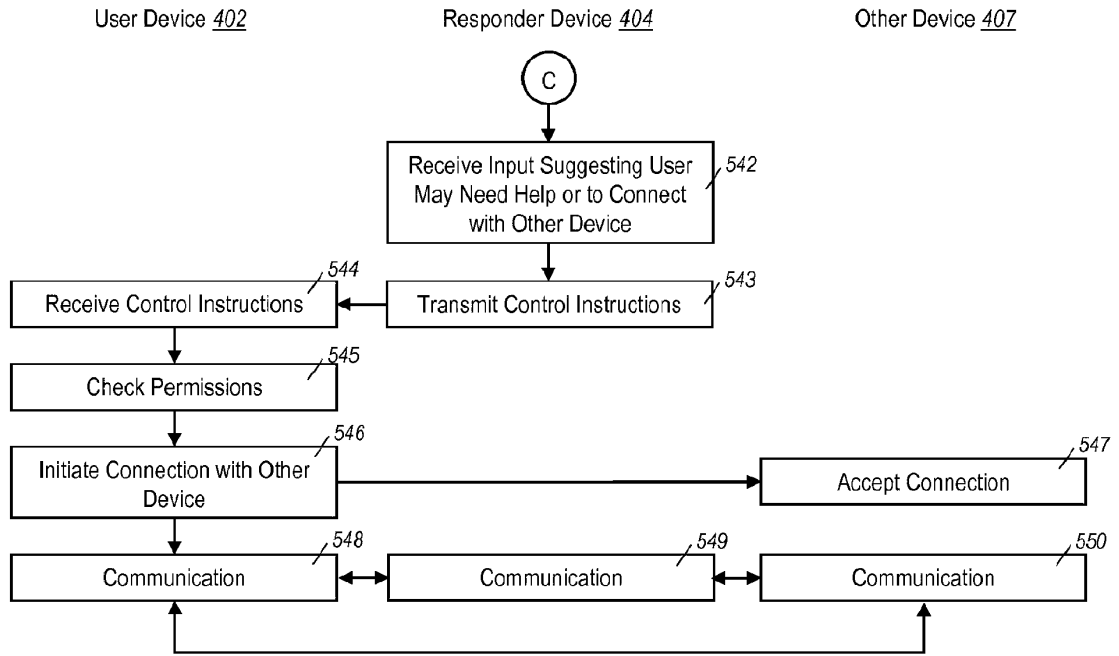 User Device 402
Responder Device 404
Other Device 407
C
Receive Input Suggesting User
May Need Help or to Connect
with Other Device
542
544
Receive Control Instructions
Transmit Control Instructions
543
545
Check Permissions
546
Initiate Connection with Other
Device
547
Accept Connection
548
Communication
549
Communication
550
Communication